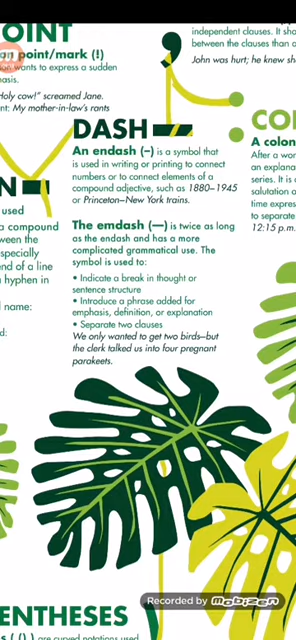 OINT
an point/mark (!)
ion wants to express a sudden
hasis.
Holy cow!" screamed Jane.
nt: My mother-in-law's rants
independent clauses. It sho
between the clauses than a
John was hurt; he knew sh
DASH
An endash (–) is a symbol that
is used in writing or printing to connect
numbers or to connect elements of a
compound adjective, such as 1880–1945
or Princeton–New York trains.
The emdash (—) is twice as long
as the endash and has a more
complicated grammatical use. The
symbol is used to:
• Indicate a break in thought or
sentence structure
• Introduce a phrase added for
emphasis, definition, or explanation
• Separate two clauses
We only wanted to get two birds–but
the clerk talked us into four pregnant
parakeets.
N
used
a compound
ween the
especially
end of a line
a hyphen in
l name:
d:
CO
A colon
After a wor
an explana
series. It is
salutation o
time expres
to separate
12:15 p.m.
ENTHESES
s ( () ) are curved notations used
Recorded by Mobizen